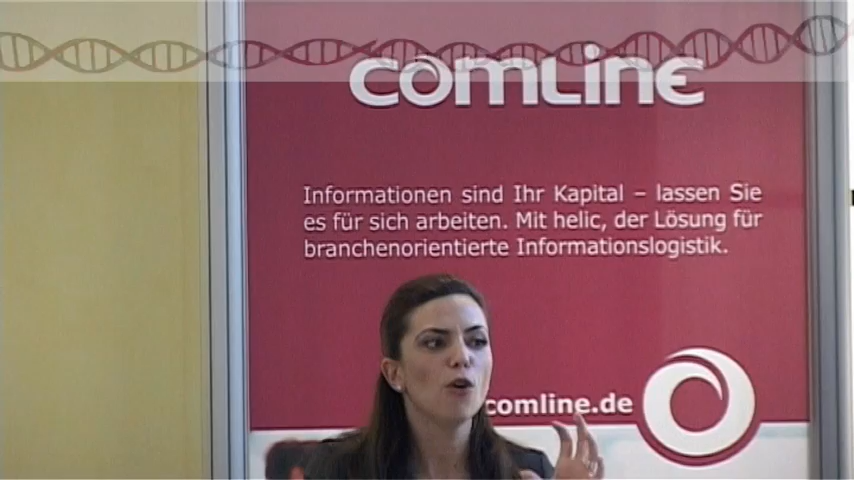 comline
Informationen sind Ihr Kapital – lassen Sie
es für sich arbeiten. Mit helic, der Lösung für
branchenorientierte Informationslogistik.
comline.de